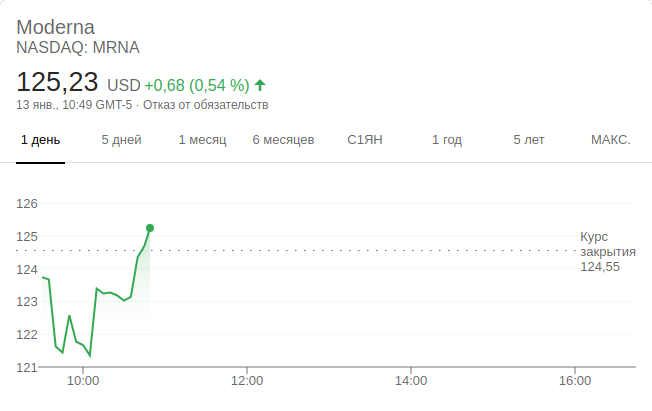 Moderna
NASDAQ: MRNA
125,23 USD +0,68 (0,54 %)
13 янв., 10:49 GMT-5 · Отказ от обязательств
1 день 5 дней 1 месяц 6 месяцев С1ЯН 1 год 5 лет МАКС.
126
125
124
123
122
121
Курс
закрытия
124,55
10:00 12:00 14:00 16:00